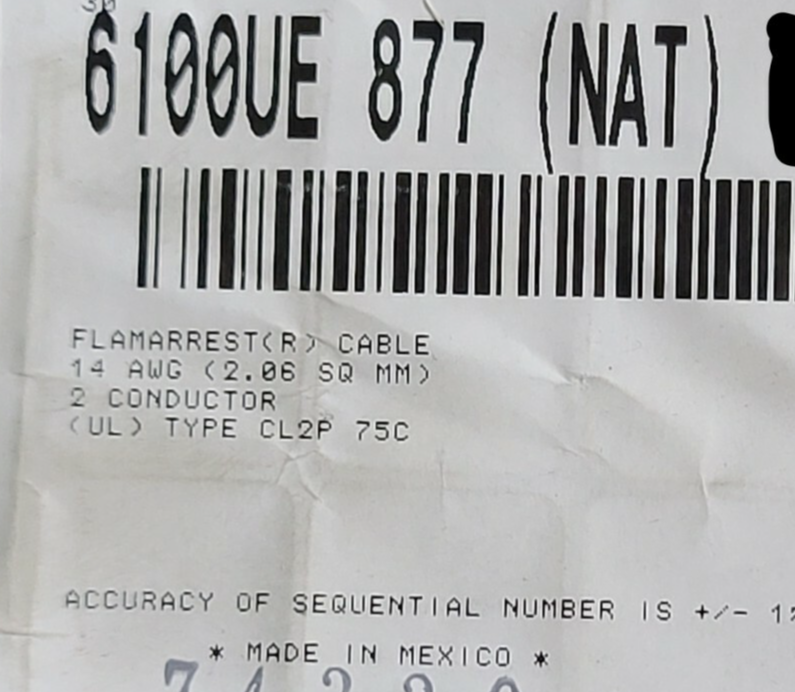 6100UE 877 (NAT)
FLAMARREST(R) CABLE
14 AWG (2.06 SQ MM)
2 CONDUCTOR
(UL) TYPE CL2P 75C
ACCURACY OF SEQUENTIAL NUMBER IS +/- 1%
* MADE IN MEXICO *